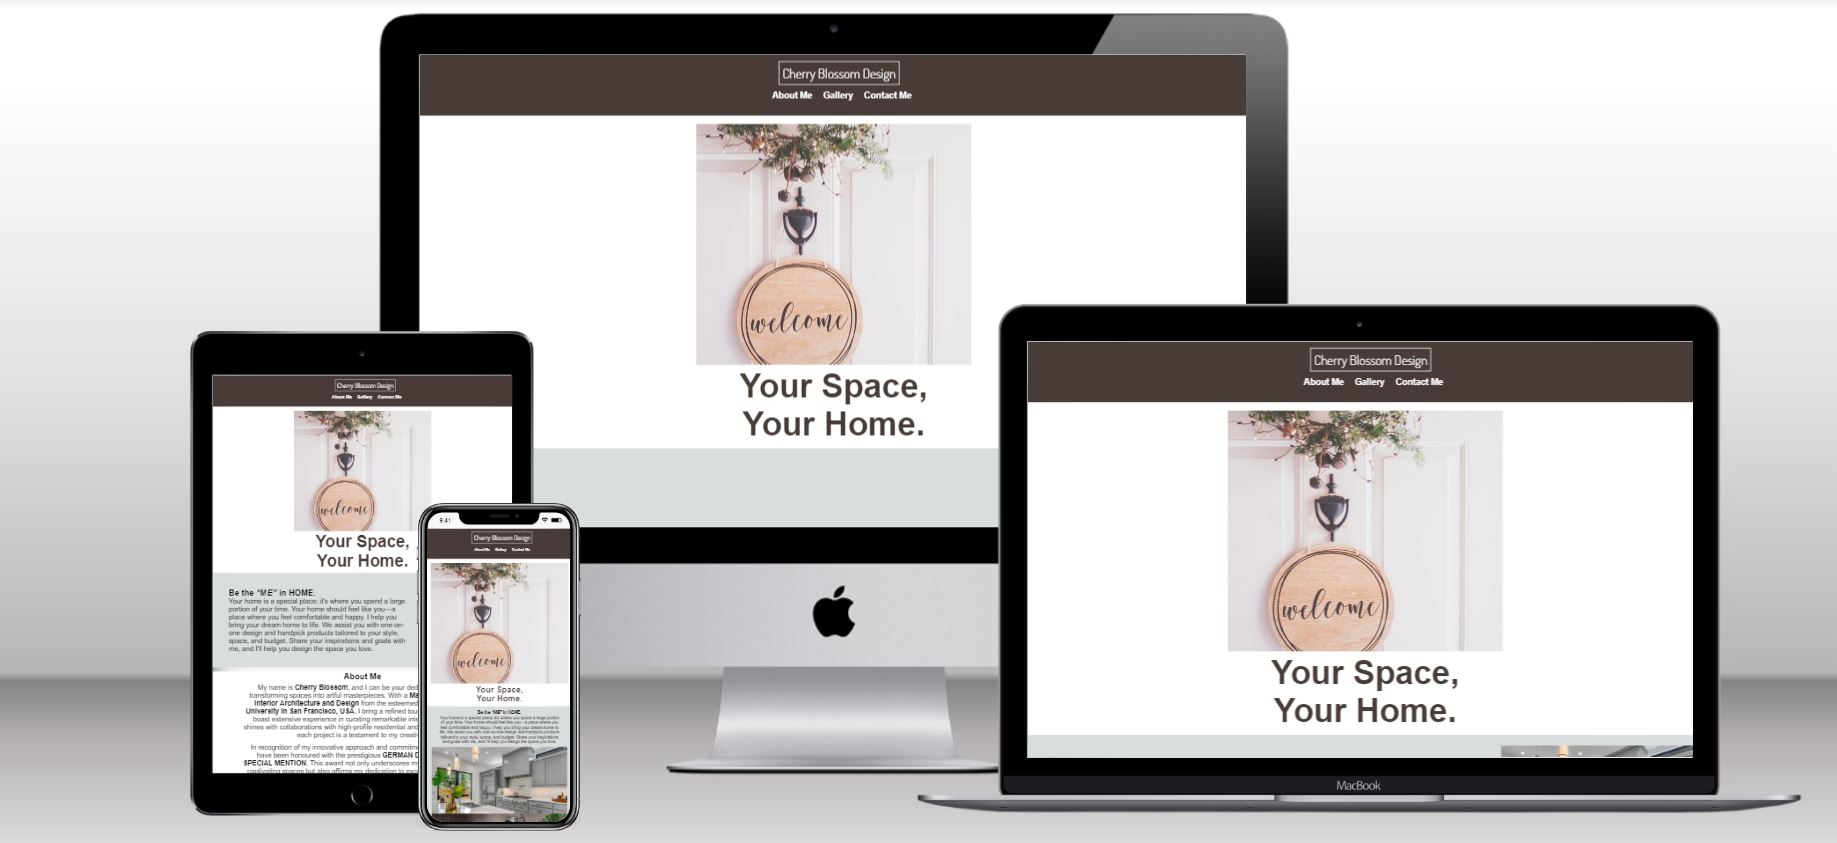 Cherry Blossom Design
About Me Gallery Contact Me
welcome
Your Space,
Your Home.
Cherry Blossom Design
About Me Gallery Contact Me
welcome
Your Space,
Your Home.
Be the “ME” in HOME.
Your home is a special place; it's where you spend a large
portion of your time. Your home should feel like you—a
place where you feel comfortable and happy. I help you
bring your dream home to life. We assist you with one-on-
one design and handpick products tailored to your style,
space, and budget. Share your inspirations and goals with
me, and I'll help you design the space you love.
About Me
My name is Cherry Blossom, and I can be your ded
transforming spaces into artful masterpieces. With a Ma
Interior Architecture and Design from the esteemed
University in San Francisco, USA, I bring a refined tou
boast extensive experience in curating remarkable inte
shines with collaborations with high-profile residential and
each project is a testament to my creativ
In recognition of my innovative approach and commitme
have been honoured with the prestigious GERMAN D
SPECIAL MENTION. This award not only underscores my
captivating spaces but also affirms my dedication to exce
9:41
Cherry Blossom Design
About Me Gallery Contact Me
welcome
Your Space,
Your Home.
Be the "ME" in HOME.
Your home is a special place; it's where you spend a large portion
of your time. Your home should feel like you—a place where you
feel comfortable and happy. I help you bring your dream home to
life. We assist you with one-on-one design and handpick products
tailored to your style, space, and budget. Share your inspirations
and goals with me, and I'll help you design the space you love.
Cherry Blossom Design
About Me Gallery Contact Me
welcome
Your Space,
Your Home.
MacBook